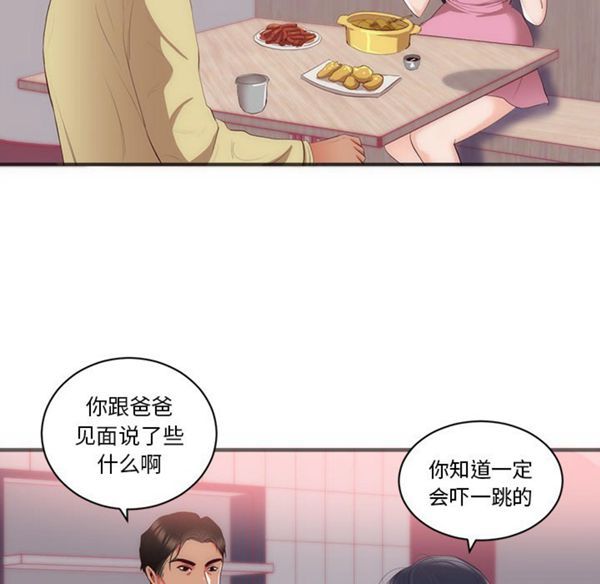 你跟爸爸
见面说了些
什么啊
你知道一定
会吓一跳的